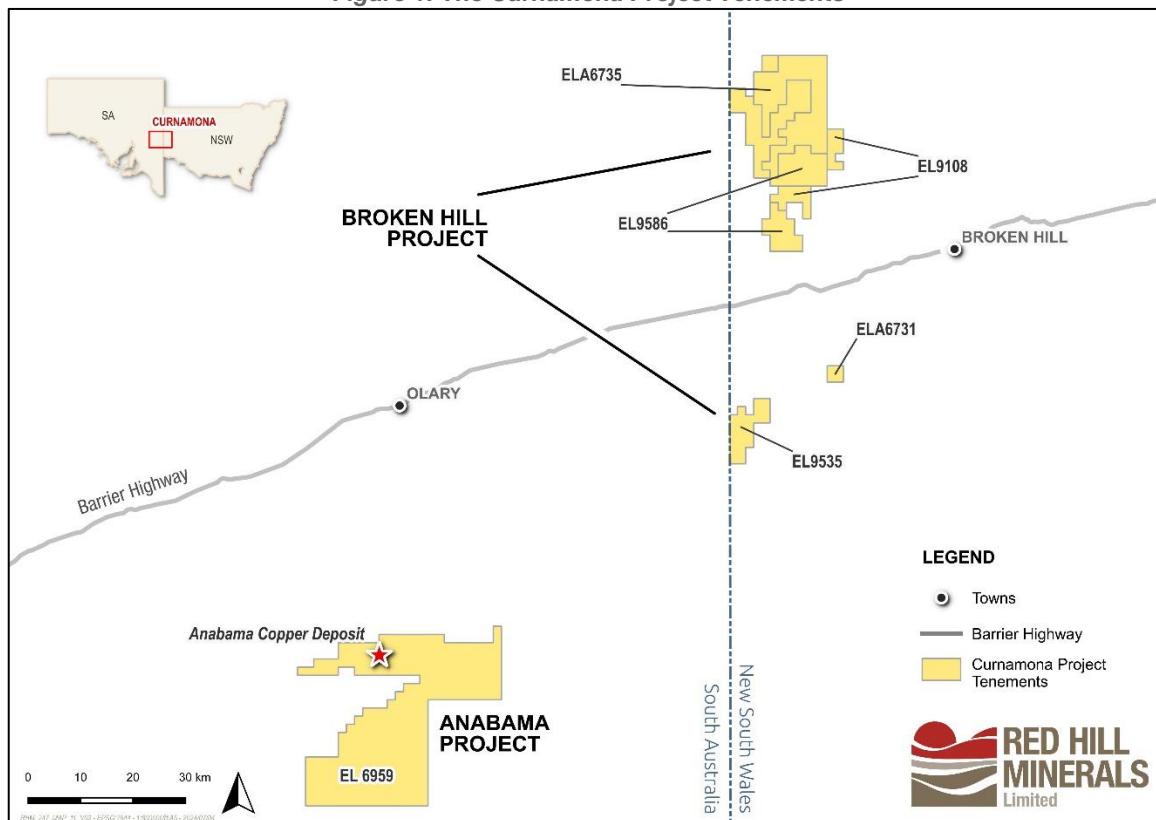 Figure 1: The Curnamona Project Tenements
SA
CURNAMONA
NSW
ELA6735
EL9108
BROKEN HILL
PROJECT
EL9586
BROKEN HILL
ELA6731
OLARY
EL9535
Barrier Highway
Anabama Copper Deposit
ANABAMA
PROJECT
EL 6959
South Australia
New South Wales
LEGEND
Towns
Barrier Highway
Curnamona Project
Tenements
0 10 20 30 km
RED HILL
MINERALS
Limited